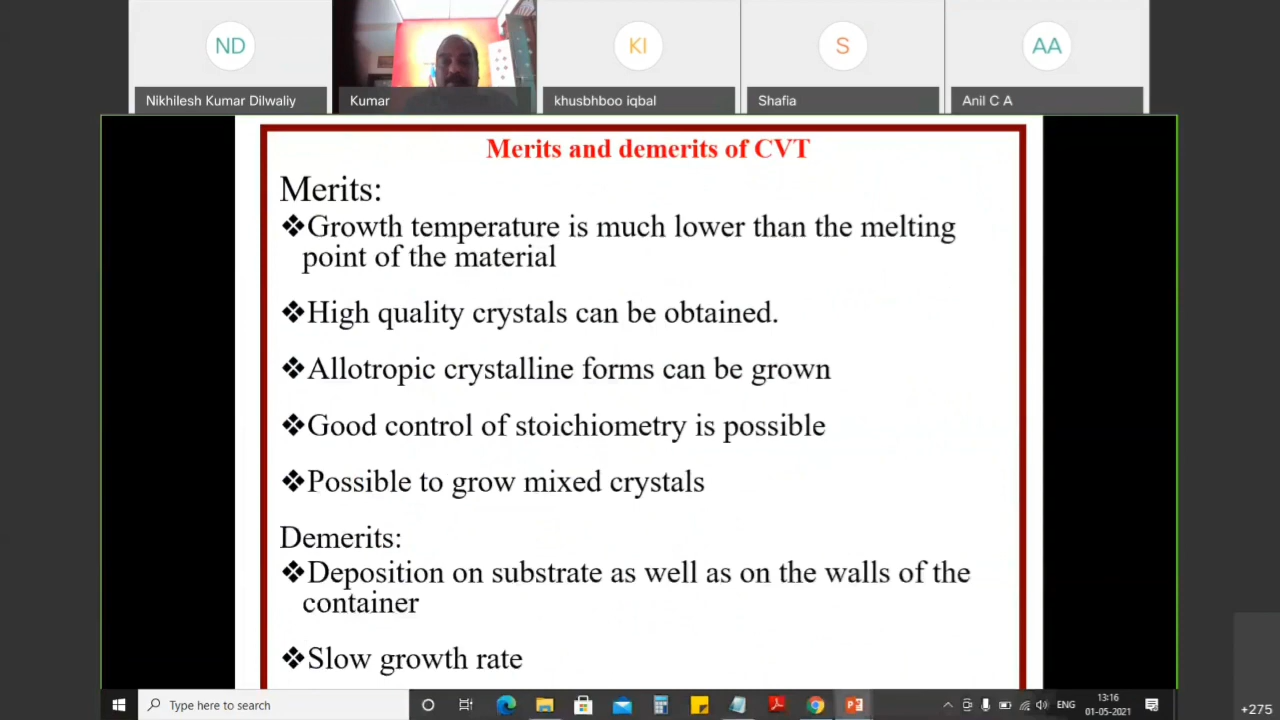 ND
KI
S
AA
Nikhilesh Kumar Dilwaliy
Kumar
khusbhboo iqbal
Shafia
Anil C A
Merits and demerits of CVT
Merits:
❖Growth temperature is much lower than the melting
point of the material
❖High quality crystals can be obtained.
❖Allotropic crystalline forms can be grown
❖Good control of stoichiometry is possible
❖Possible to grow mixed crystals
Demerits:
❖Deposition on substrate as well as on the walls of the
container
❖Slow growth rate
Type here to search
ENG
13:16
01-05-2021
+275